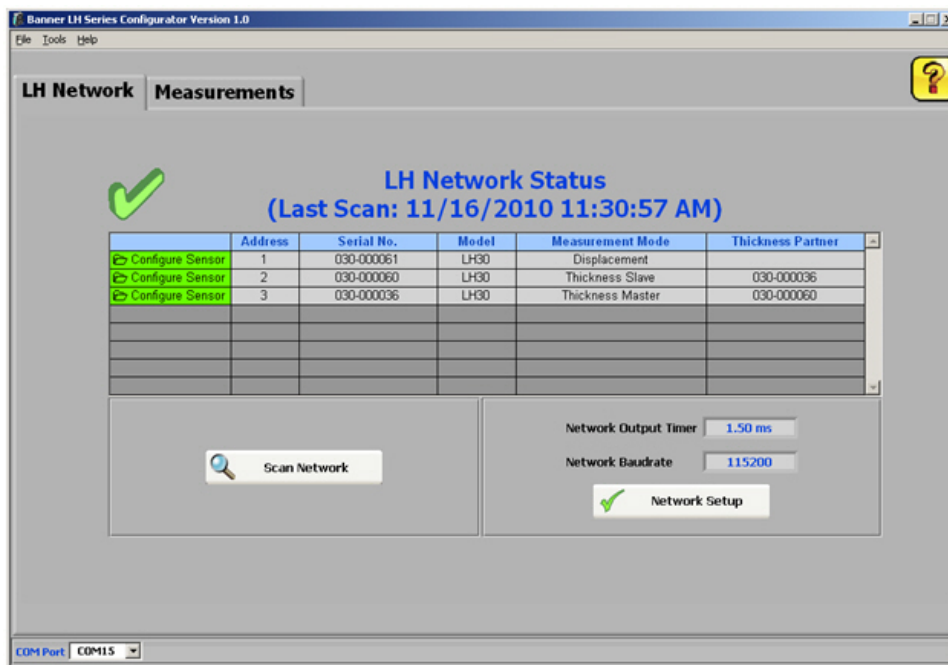 Banner LH Series Configurator Version 1.0
File Tools Help
LH Network Measurements
LH Network Status
(Last Scan: 11/16/2010 11:30:57 AM)
Address Serial No. Model Measurement Mode Thickness Partner
Configure Sensor 1 030-000061 LH30 Displacement
Configure Sensor 2 030-000060 LH30 Thickness Slave 030-000036
Configure Sensor 3 030-000036 LH30 Thickness Master 030-000060
Network Output Timer 1.50 ms
Scan Network
Network Baudrate 115200
Network Setup
COM Port COM15